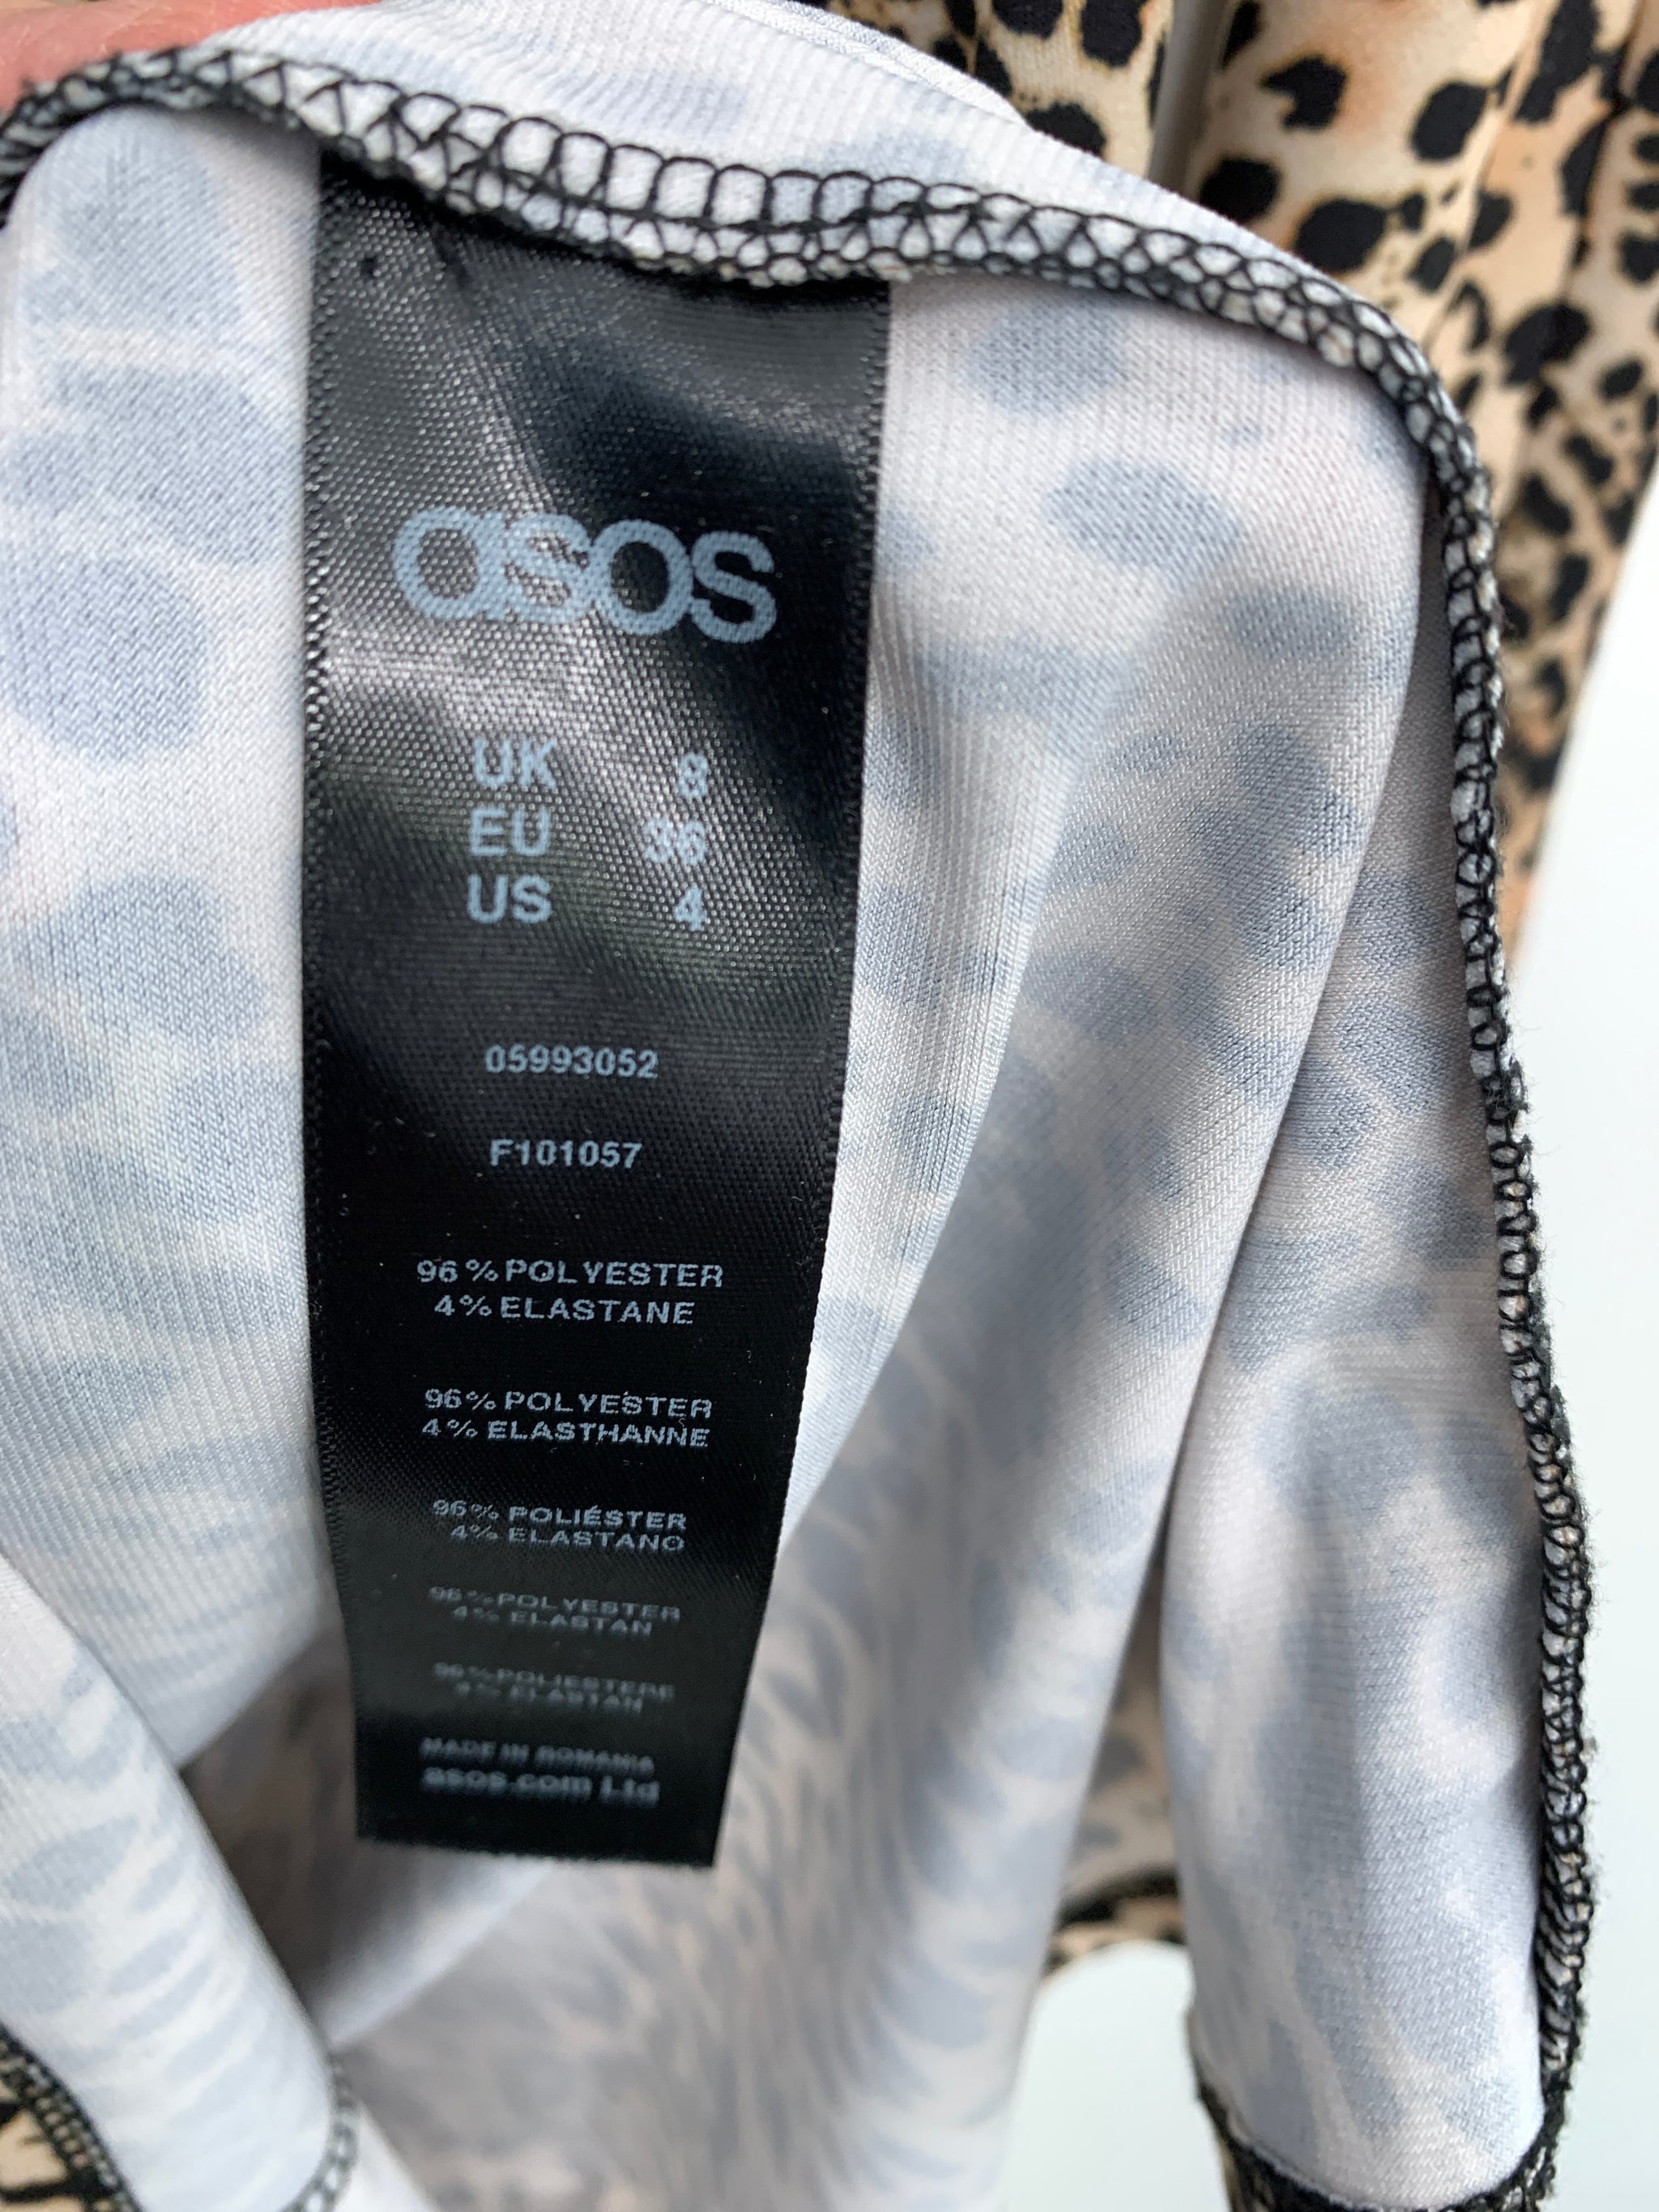 asos
UK 8
EU 36
US 4
05993052
F101057
96% POLYESTER
4% ELASTANE
96% POLYESTER
4% ELASTHANNE
96% POLIÉSTER
4% ELASTANO
96% POLYESTER
4% ELASTAN
96% POLIESTERE
4% ELASTAN
MADE IN ROMANIA
asos.com Ltd